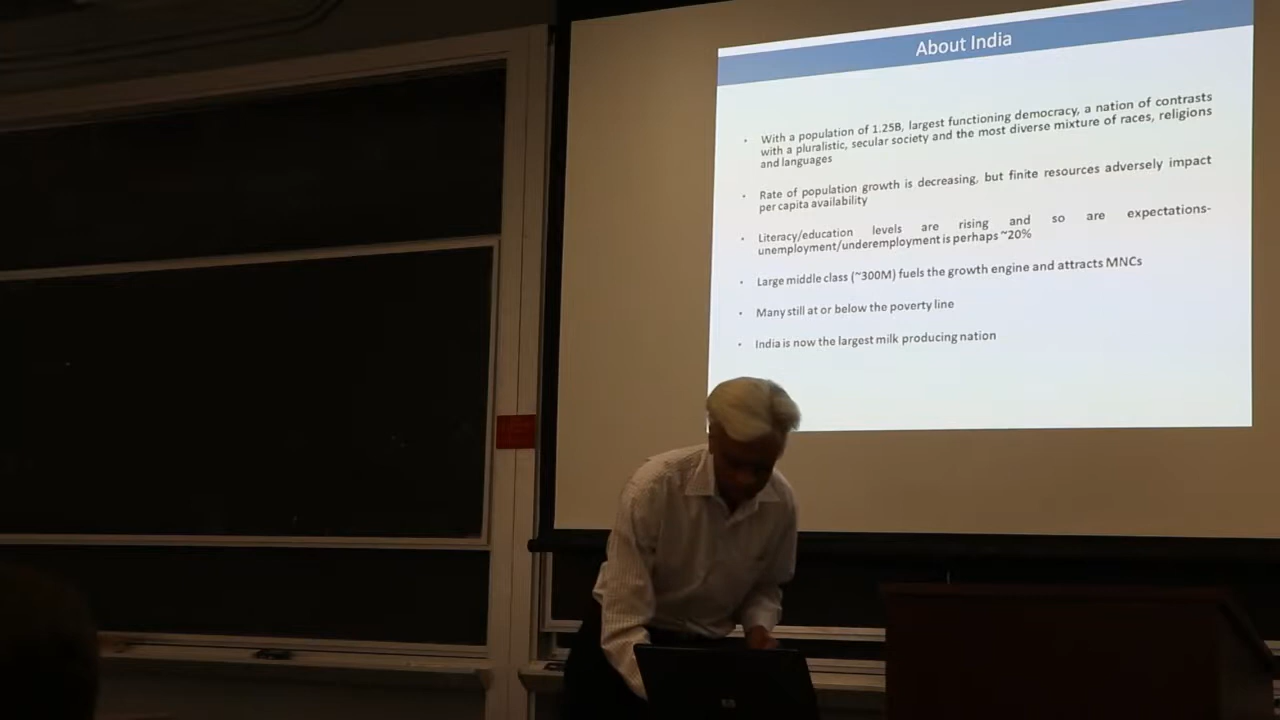 About India
• With a population of 1.25B, largest functioning democracy, a nation of contrasts
with a pluralistic, secular society and the most diverse mixture of races, religions
and languages
• Rate of population growth is decreasing, but finite resources adversely impact
per capita availability
• Literacy/education levels are rising and so are expectations-
unemployment/underemployment is perhaps ~20%
• Large middle class (~300M) fuels the growth engine and attracts MNCs
• Many still at or below the poverty line
• India is now the largest milk producing nation